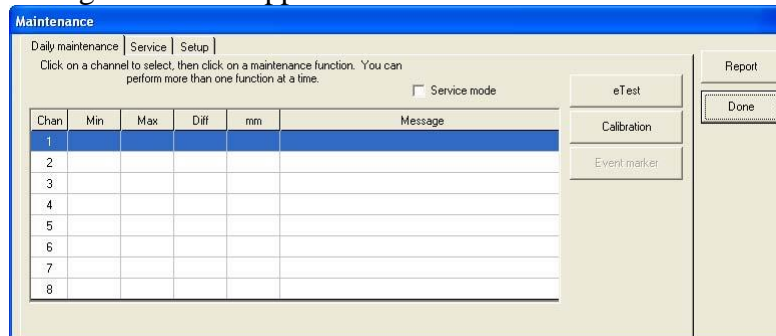 Maintenance
Daily maintenance Service Setup
Click on a channel to select, then click on a maintenance function. You can
perform more than one function at a time.
Service mode
eTest
Report
Done
Chan Min Max Diff mm Message
Calibration
1
2
Event marker
3
4
5
6
7
8